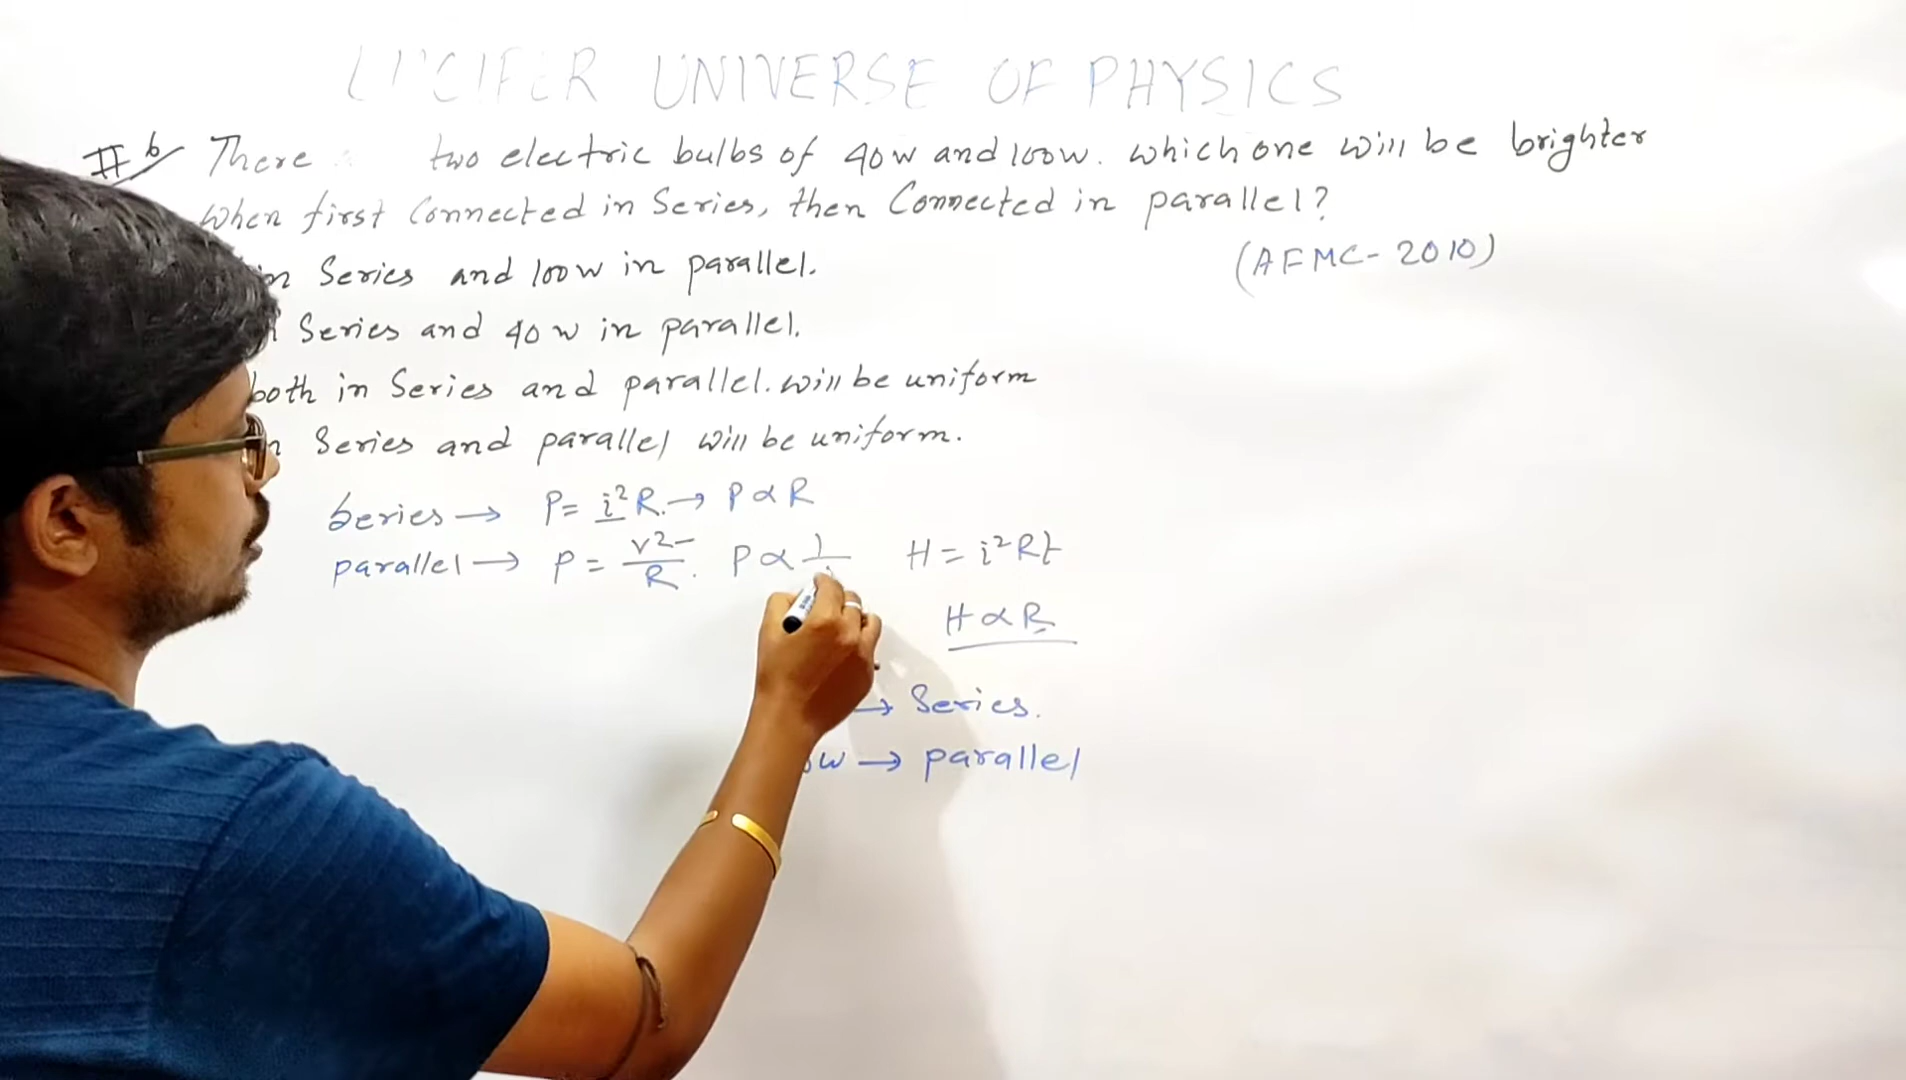 LUCIFER UNIVERSE OF PHYSICS
#6 There two electric bulbs of 40w and 100w. which one will be brighter
when first connected in Series, then Connected in parallel?
(AFMC-2010)
in Series and 100w in parallel.
Series and 40w in parallel.
both in Series and parallel. will be uniform
Series and parallel will be uniform.
Series → P= i²R. → P∝R
parallel → P = V²/R. P∝ 1/ H = i²Rt
H∝R
→ Series.
w → parallel